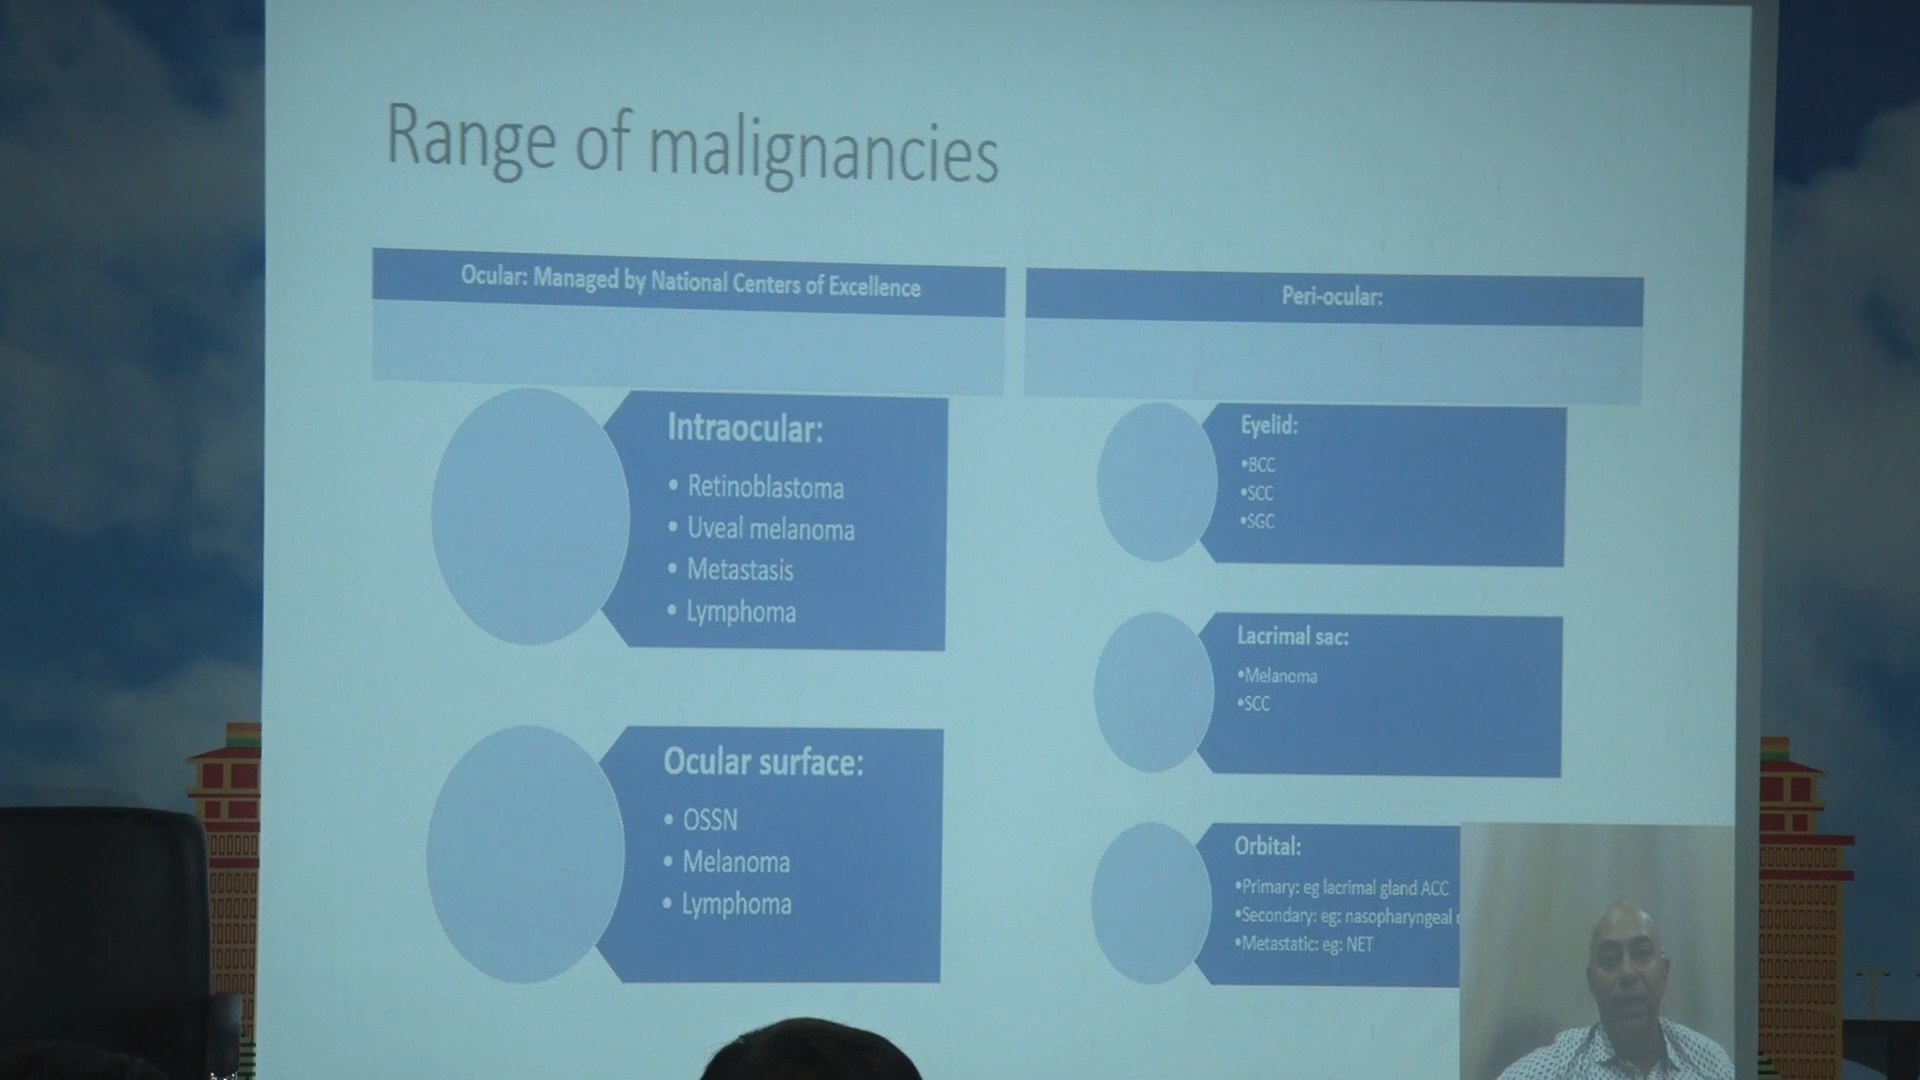 Range of malignancies
Ocular: Managed by National Centers of Excellence
Intraocular:
• Retinoblastoma
• Uveal melanoma
• Metastasis
• Lymphoma
Ocular surface:
• OSSN
• Melanoma
• Lymphoma
Peri-ocular:
Eyelid:
•BCC
•SCC
•SGC
Lacrimal sac:
•Melanoma
•SCC
Orbital:
•Primary: eg lacrimal gland ACC
•Secondary: eg: nasopharyngeal
•Metastatic: eg: NET